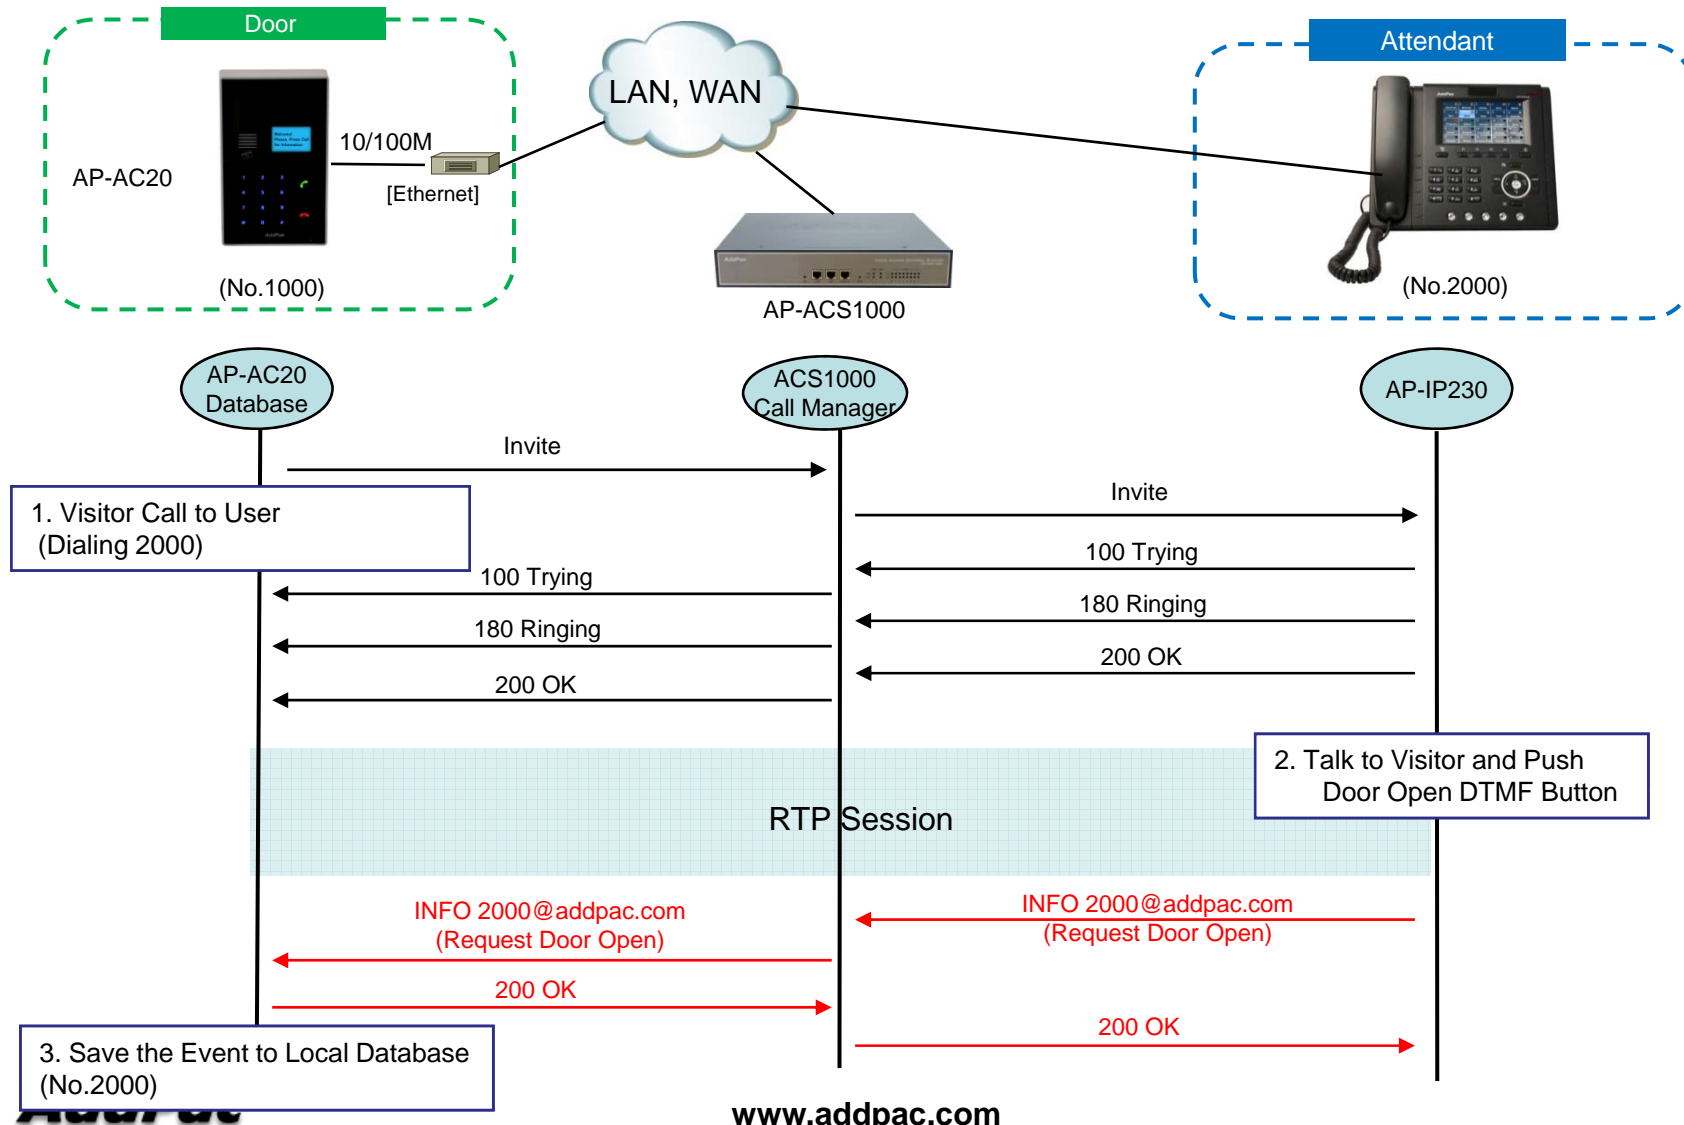 Door
Attendant
LAN, WAN
10/100M
AP-AC20
[Ethernet]
(No.1000)
AddPac
AP-ACS1000
(No.2000)
AP-AC20
Database
ACS1000
Call Manager
AP-IP230
Invite
Invite
1. Visitor Call to User
(Dialing 2000)
100 Trying
100 Trying
180 Ringing
180 Ringing
200 OK
200 OK
2. Talk to Visitor and Push
Door Open DTMF Button
RTP Session
INFO 2000@addpac.com
(Request Door Open)
INFO 2000@addpac.com
(Request Door Open)
200 OK
200 OK
3. Save the Event to Local Database
(No.2000)
AddPac
www.addpac.com